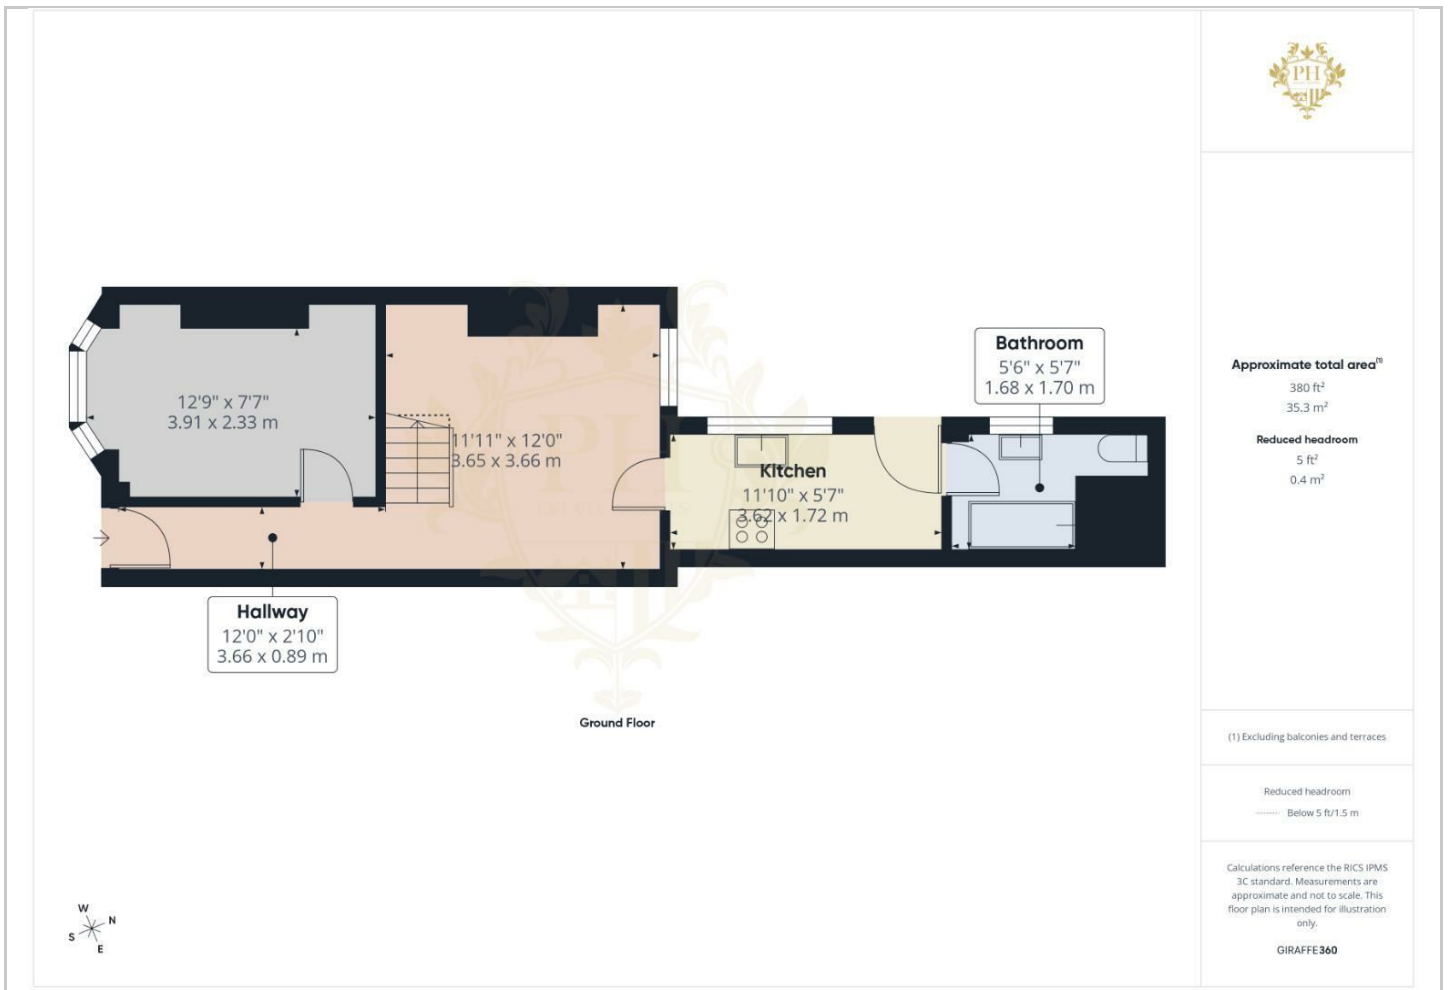 PH
Approximate total area(1)
380 ft²
35.3 m²
Reduced headroom
5 ft²
0.4 m²
Bathroom
5'6" x 5'7"
1.68 x 1.70 m
12'9" x 7'7"
3.91 x 2.33 m
11'11" x 12'0"
3.65 x 3.66 m
Kitchen
11'10" x 5'7"
3.62 x 1.72 m
Hallway
12'0" x 2'10"
3.66 x 0.89 m
PH
Ground Floor
(1) Excluding balconies and terraces
Reduced headroom
Below 5 ft/1.5 m
Calculations reference the RICS IPMS
3C standard. Measurements are
approximate and not to scale. This
floor plan is intended for illustration
only.
GIRAFFE360
W
N
S
E